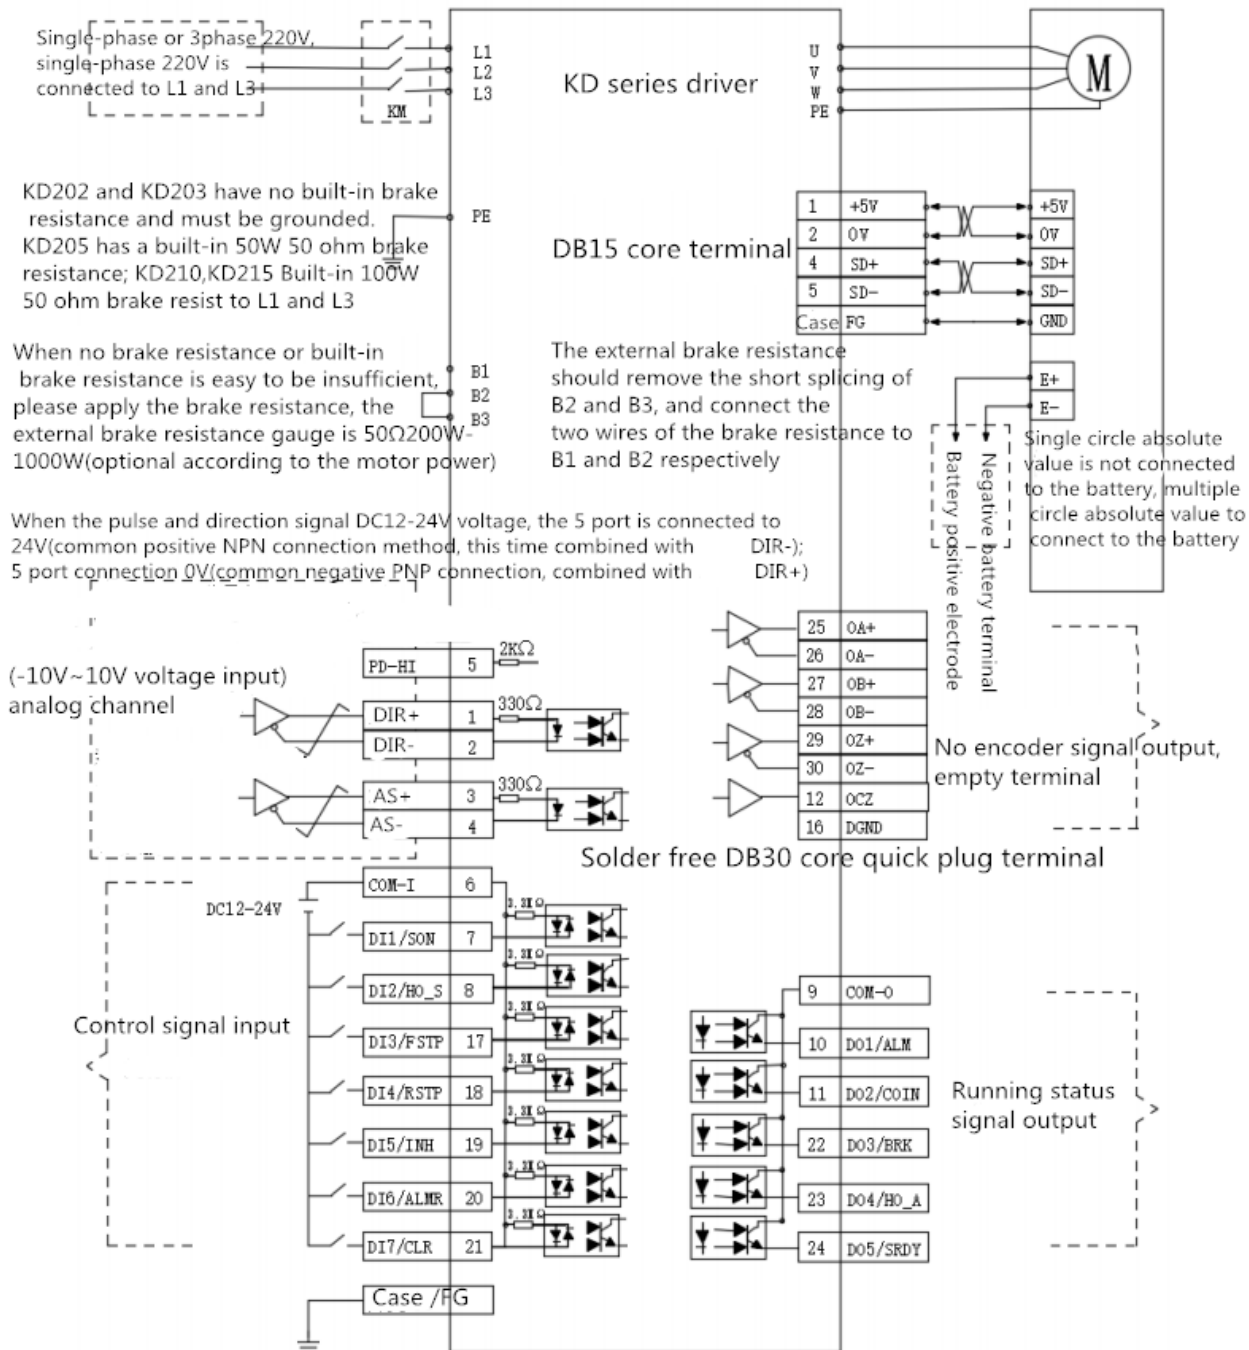 Single-phase or 3phase 220V,
single-phase 220V is
connected to L1 and L3
KM
L1
L2
L3
KD series driver
U
V
W
PE
M
KD202 and KD203 have no built-in brake
resistance and must be grounded.
KD205 has a built-in 50W 50 ohm brake
resistance; KD210,KD215 Built-in 100W
50 ohm brake resist to L1 and L3
PE
DB15 core terminal
1 +5V +5V
2 0V 0V
4 SD+ SD+
5 SD- SD-
Case FG GND
E+
E-
When no brake resistance or built-in
brake resistance is easy to be insufficient,
please apply the brake resistance, the
external brake resistance gauge is 50Ω200W-
1000W(optional according to the motor power)
B1
B2
B3
The external brake resistance
should remove the short splicing of
B2 and B3, and connect the
two wires of the brake resistance to
B1 and B2 respectively
Battery positive electrode
Negative battery terminal
Single circle absolute
value is not connected
to the battery, multiple
circle absolute value to
connect to the battery
When the pulse and direction signal DC12-24V voltage, the 5 port is connected to
24V(common positive NPN connection method, this time combined with DIR-);
5 port connection 0V(common negative PNP connection, combined with DIR+)
(-10V~10V voltage input)
analog channel
PD-HI 5 2KΩ
DIR+ 1 330Ω
DIR- 2
AS+ 3 330Ω
AS- 4
25 OA+
26 OA-
27 OB+
28 OB-
29 OZ+
30 OZ-
12 OCZ
16 DGND
No encoder signal output,
empty terminal
Solder free DB30 core quick plug terminal
Control signal input
DC12-24V
COM-I 6
3.3KΩ
DI1/SON 7
3.3KΩ
DI2/HO_S 8
3.3KΩ
DI3/FSTP 17
3.3KΩ
DI4/RSTP 18
3.3KΩ
DI5/INH 19
3.3KΩ
DI6/ALMR 20
3.3KΩ
DI7/CLR 21
Case /FG
9 COM-O
10 DO1/ALM
11 DO2/COIN
22 DO3/BRK
23 DO4/HO_A
24 DO5/SRDY
Running status
signal output